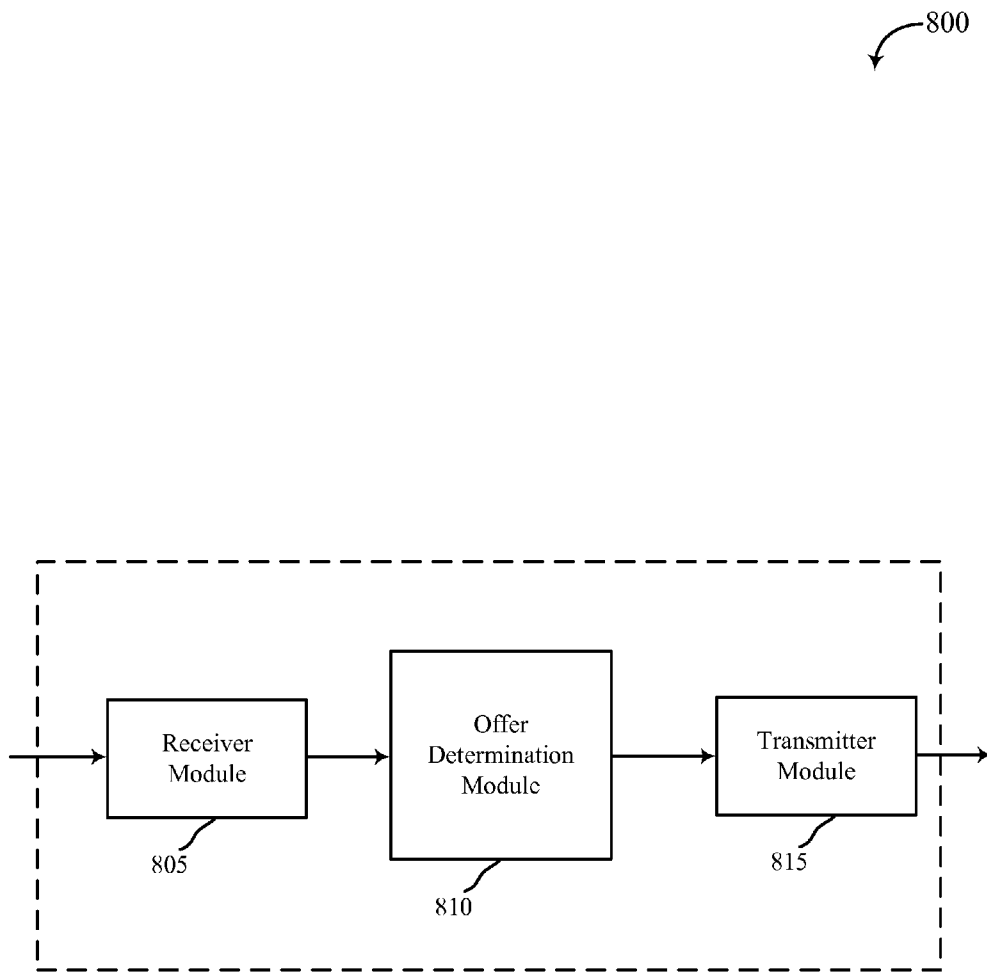 800
Receiver
Module
805
Offer
Determination
Module
810
Transmitter
Module
815